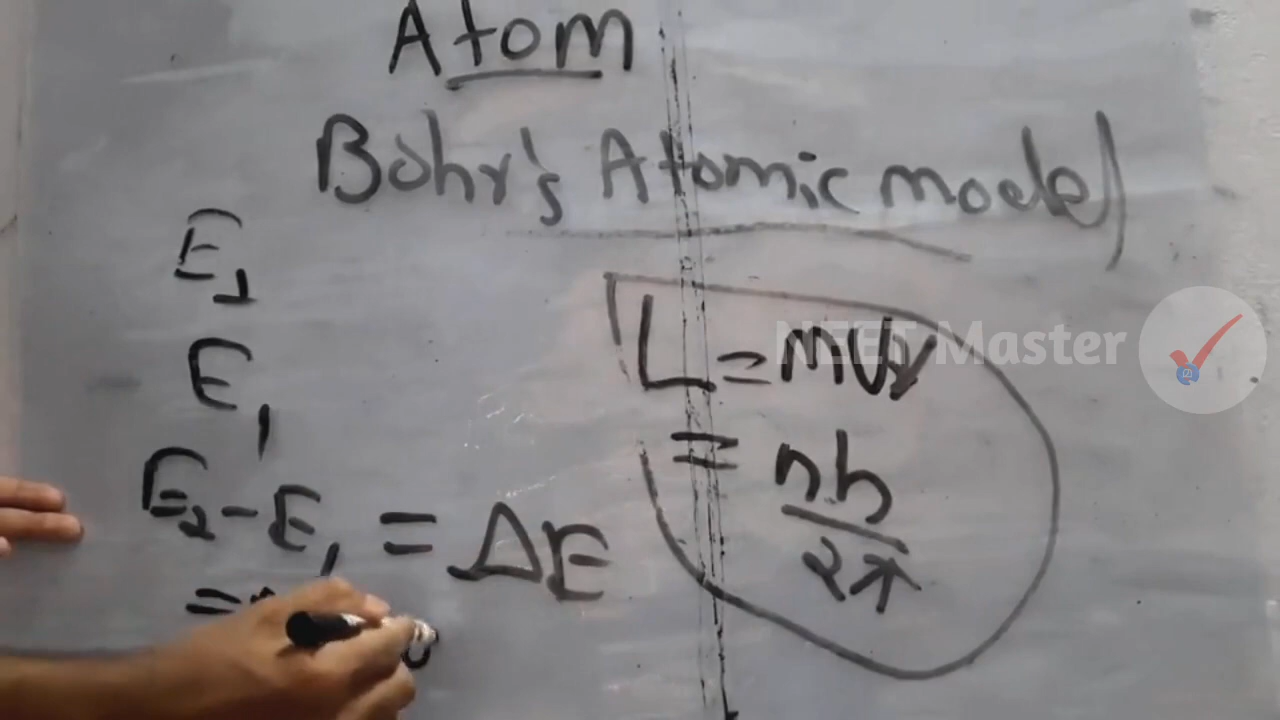 Atom
Bohr's Atomic model
E₂
E₁
E₂ - E₁ = ΔE
=
L = mvr
= nh/2π
NEET Master